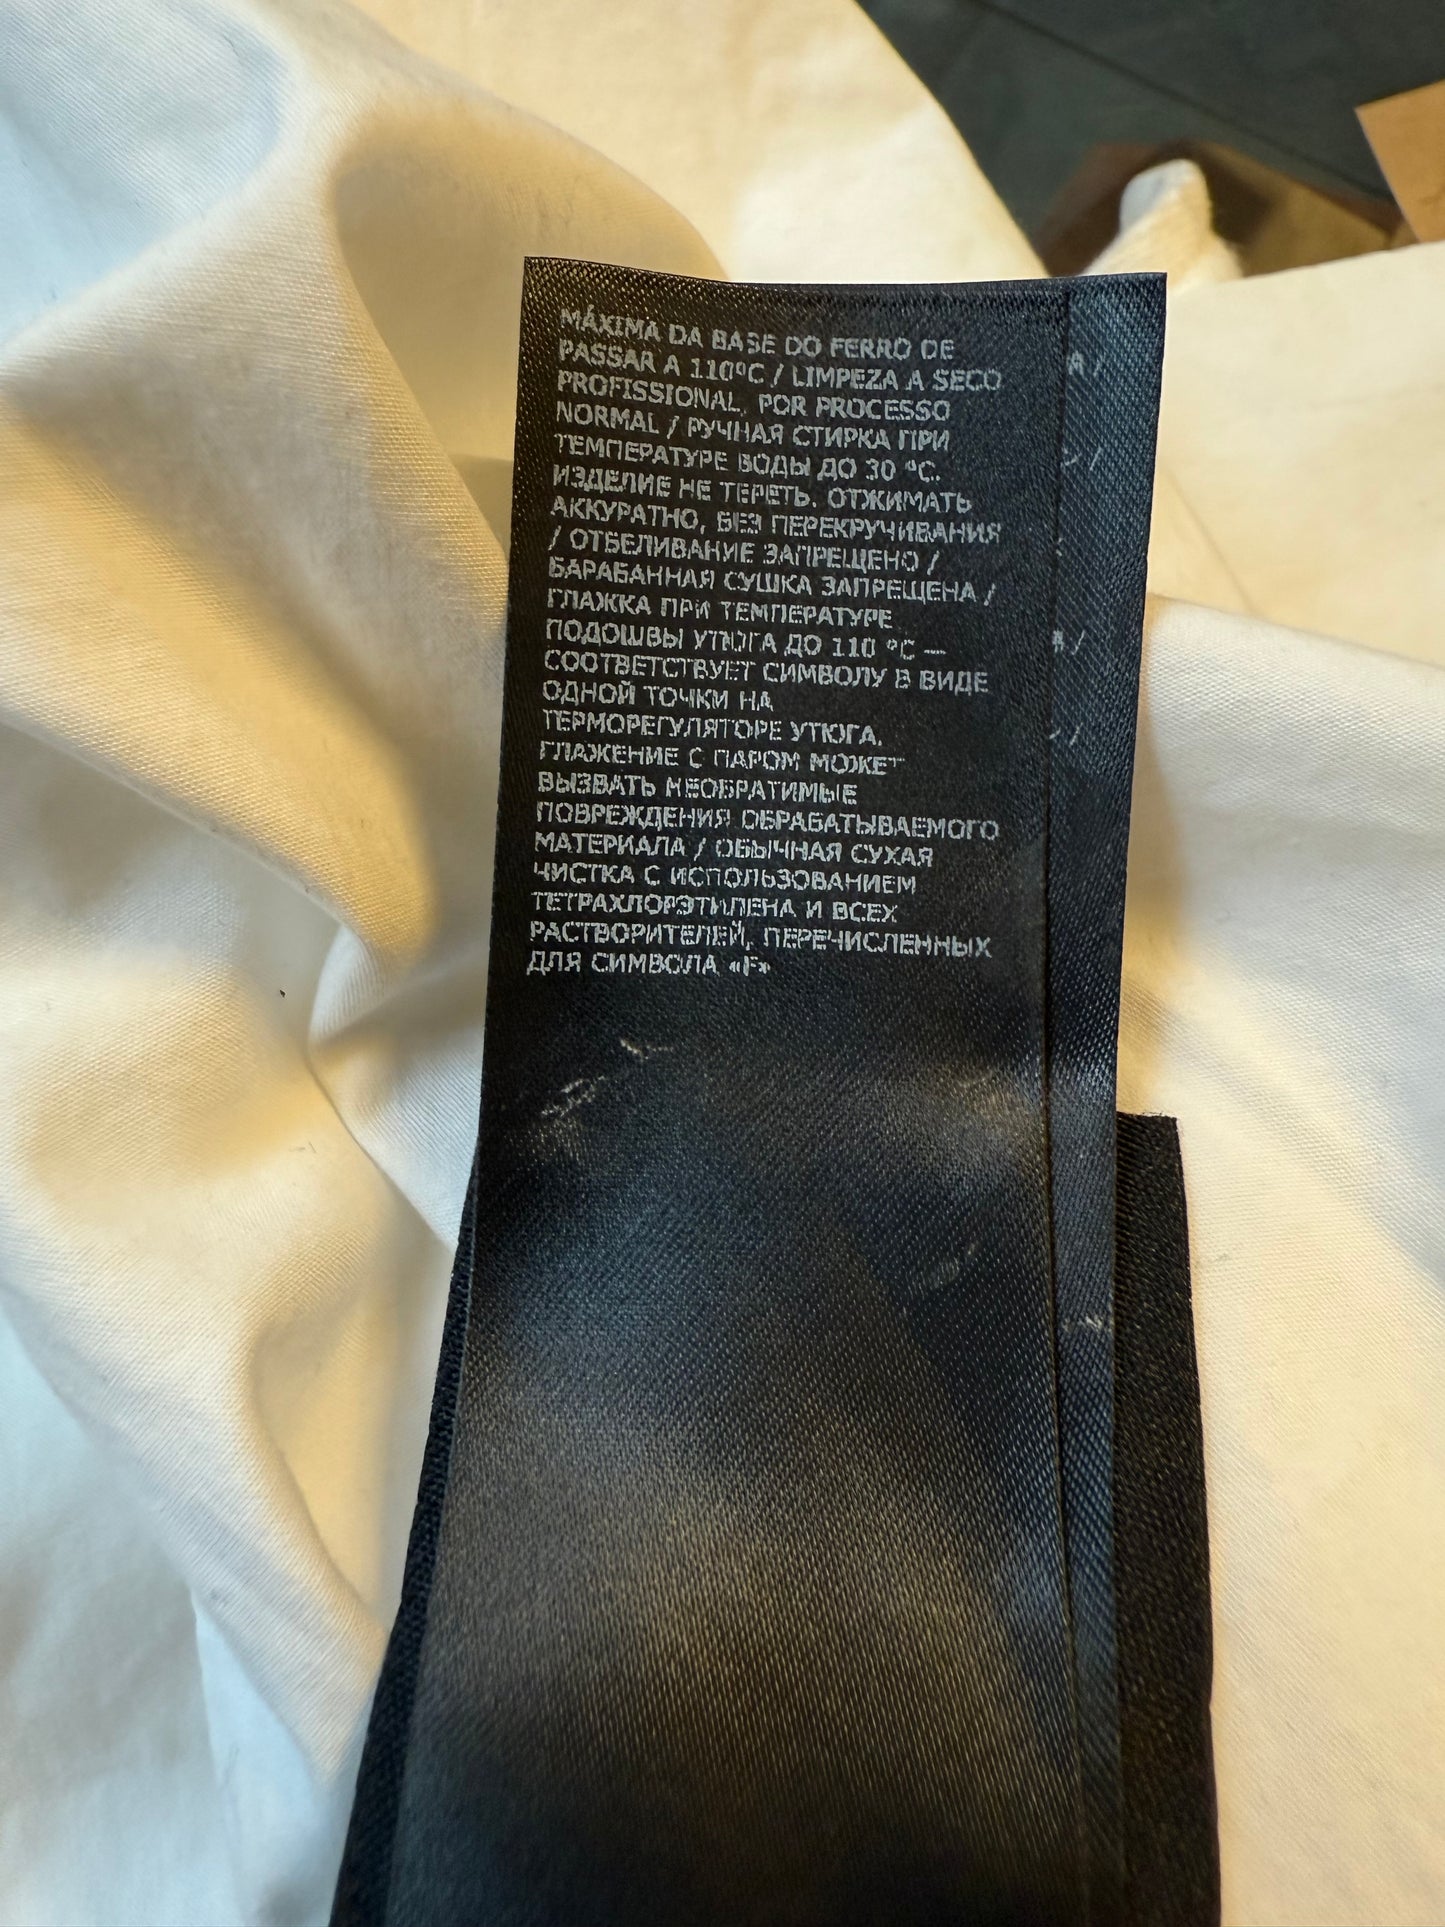 MÁXIMA DA BASE DO FERRO DE
PASSAR A 110ºC / LIMPEZA A SECO
PROFISSIONAL, POR PROCESSO
NORMAL / РУЧНАЯ СТИРКА ПРИ
ТЕМПЕРАТУРЕ ВОДЫ ДО 30 ºC.
ИЗДЕЛИЕ НЕ ТЕРЕТЬ. ОТЖИМАТЬ
АККУРАТНО, БЕЗ ПЕРЕКРУЧИВАНИЯ
/ ОТБЕЛИВАНИЕ ЗАПРЕЩЕНО /
БАРАБАННАЯ СУШКА ЗАПРЕЩЕНА /
ГЛАЖКА ПРИ ТЕМПЕРАТУРЕ
ПОДОШВЫ УТЮГА ДО 110 ºC —
СООТВЕТСТВУЕТ СИМВОЛУ В ВИДЕ
ОДНОЙ ТОЧКИ НА
ТЕРМОРЕГУЛЯТОРЕ УТЮГА.
ГЛАЖЕНИЕ С ПАРОМ МОЖЕТ
ВЫЗВАТЬ НЕОБРАТИМЫЕ
ПОВРЕЖДЕНИЯ ОБРАБАТЫВАЕМОГО
МАТЕРИАЛА / ОБЫЧНАЯ СУХАЯ
ЧИСТКА С ИСПОЛЬЗОВАНИЕМ
ТЕТРАХЛОРЭТИЛЕНА И ВСЕХ
РАСТВОРИТЕЛЕЙ, ПЕРЕЧИСЛЕННЫХ
ДЛЯ СИМВОЛА «F»